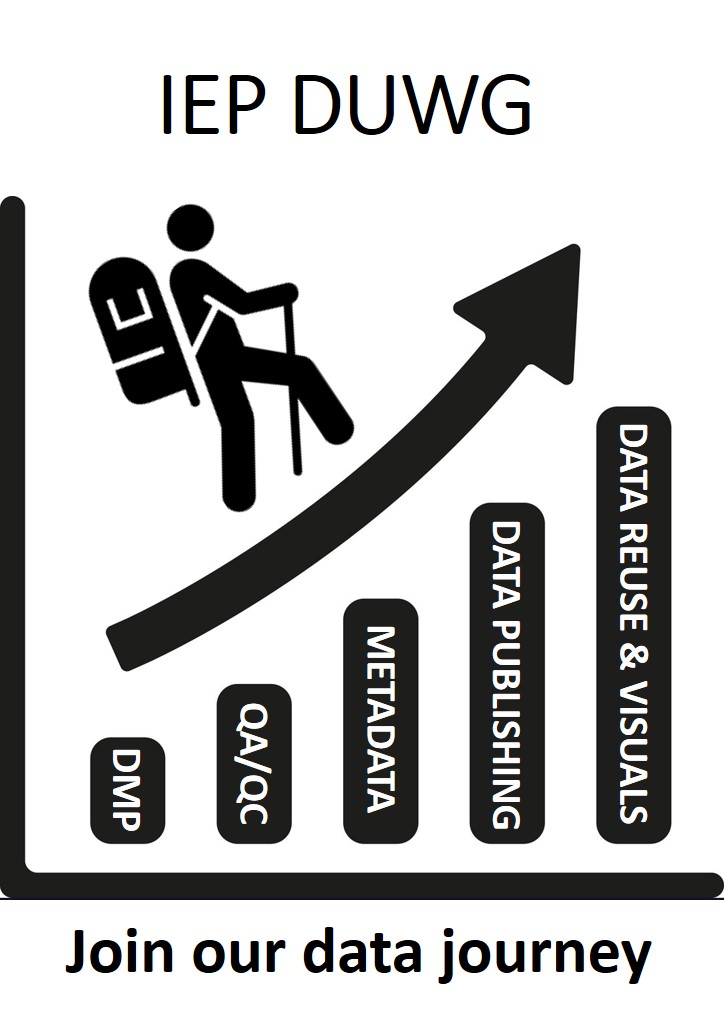 IEP DUWG
DMP
QA/QC
METADATA
DATA PUBLISHING
DATA REUSE & VISUALS
Join our data journey